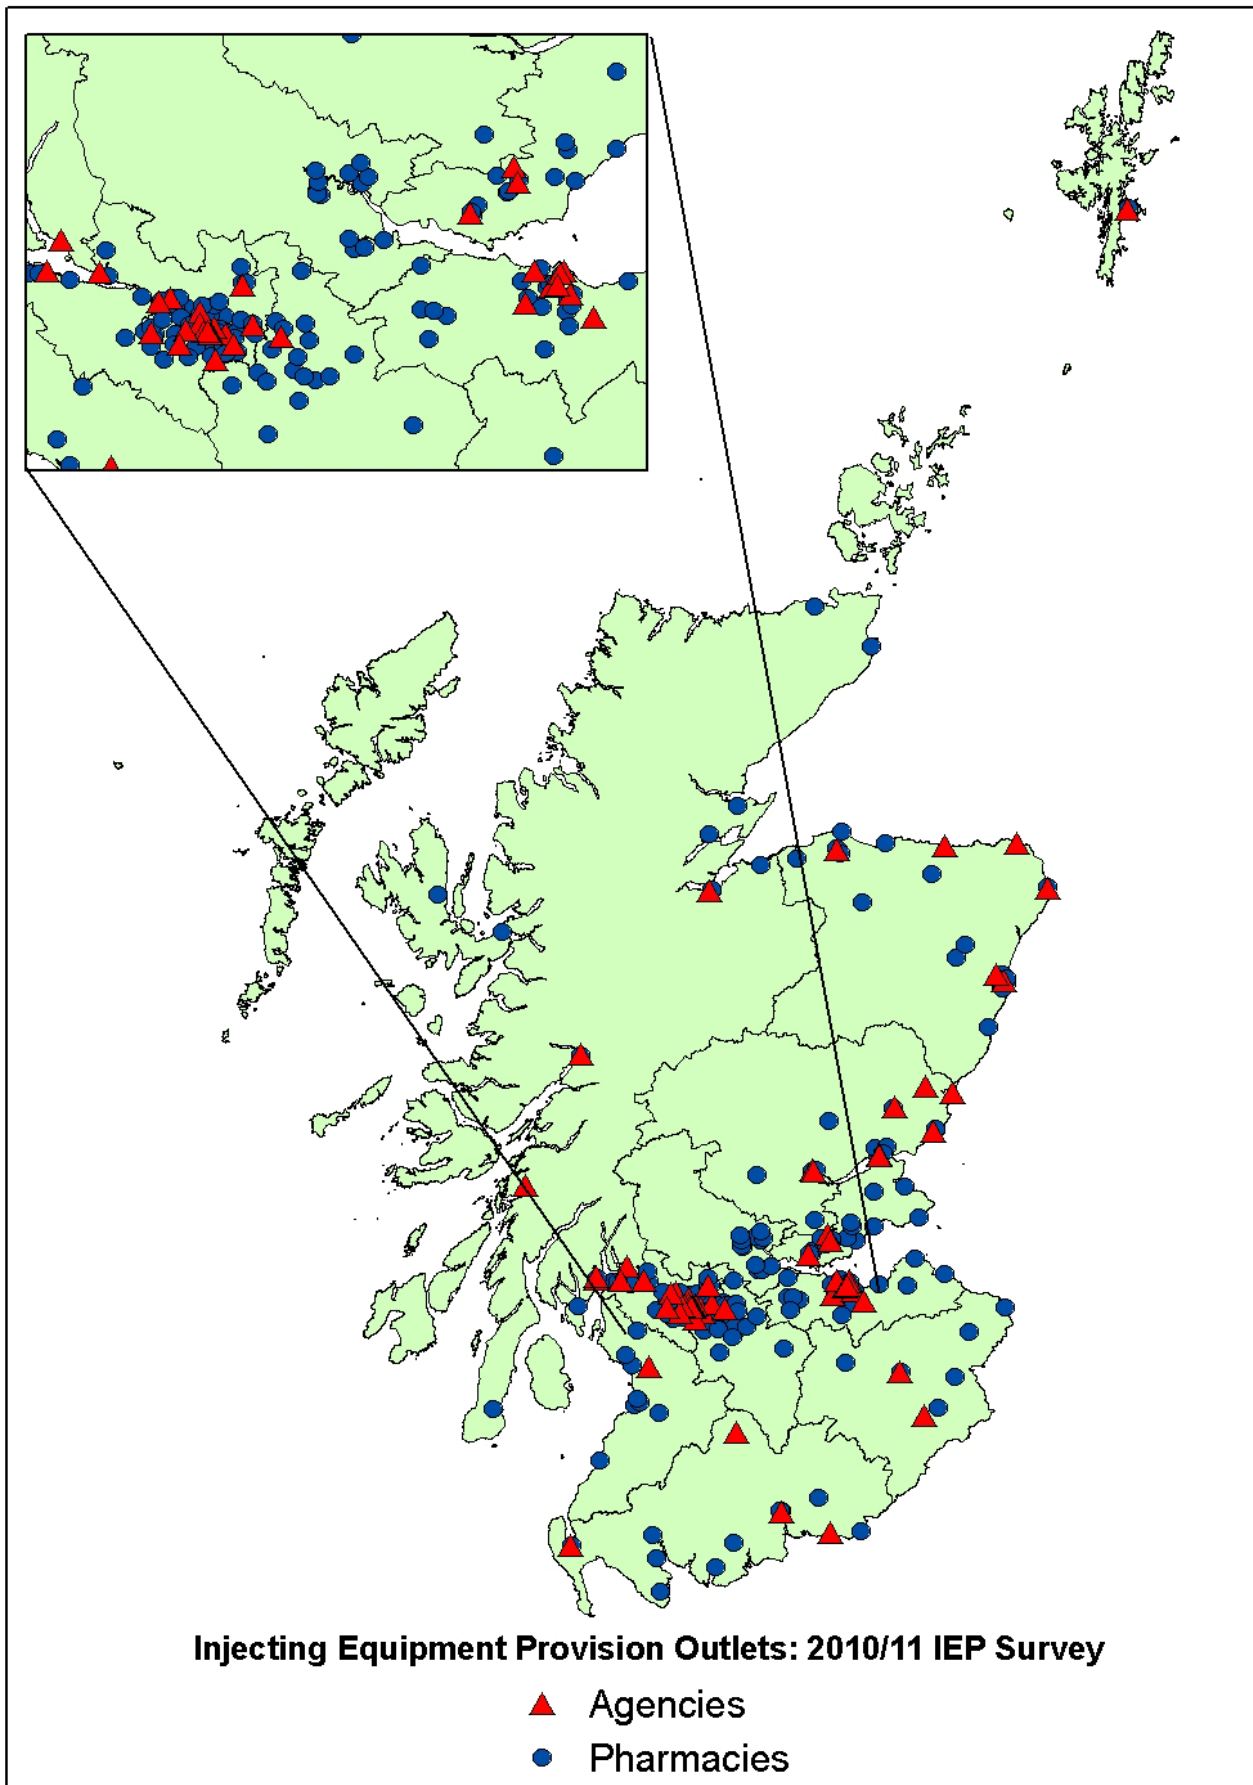 Injecting Equipment Provision Outlets: 2010/11 IEP Survey
Agencies
Pharmacies